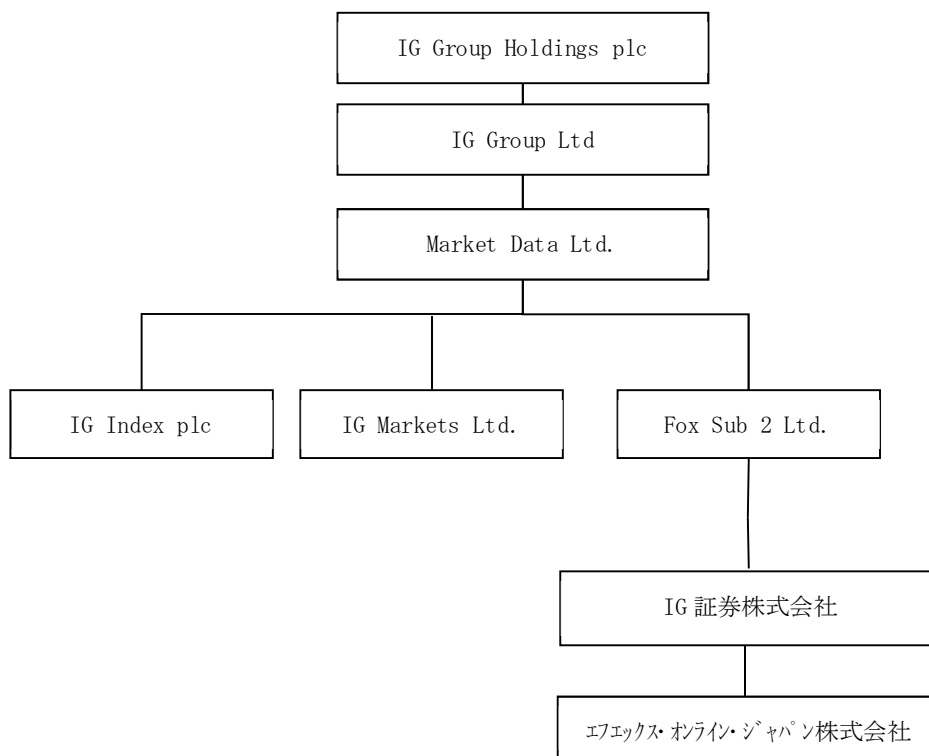 IG Group Holdings plc
IG Group Ltd
Market Data Ltd.
IG Index plc
IG Markets Ltd.
Fox Sub 2 Ltd.
IG 証券株式会社
ｴﾌｴｯｸｽ・ｵﾝﾗｲﾝ・ｼﾞｬﾊﾟﾝ株式会社